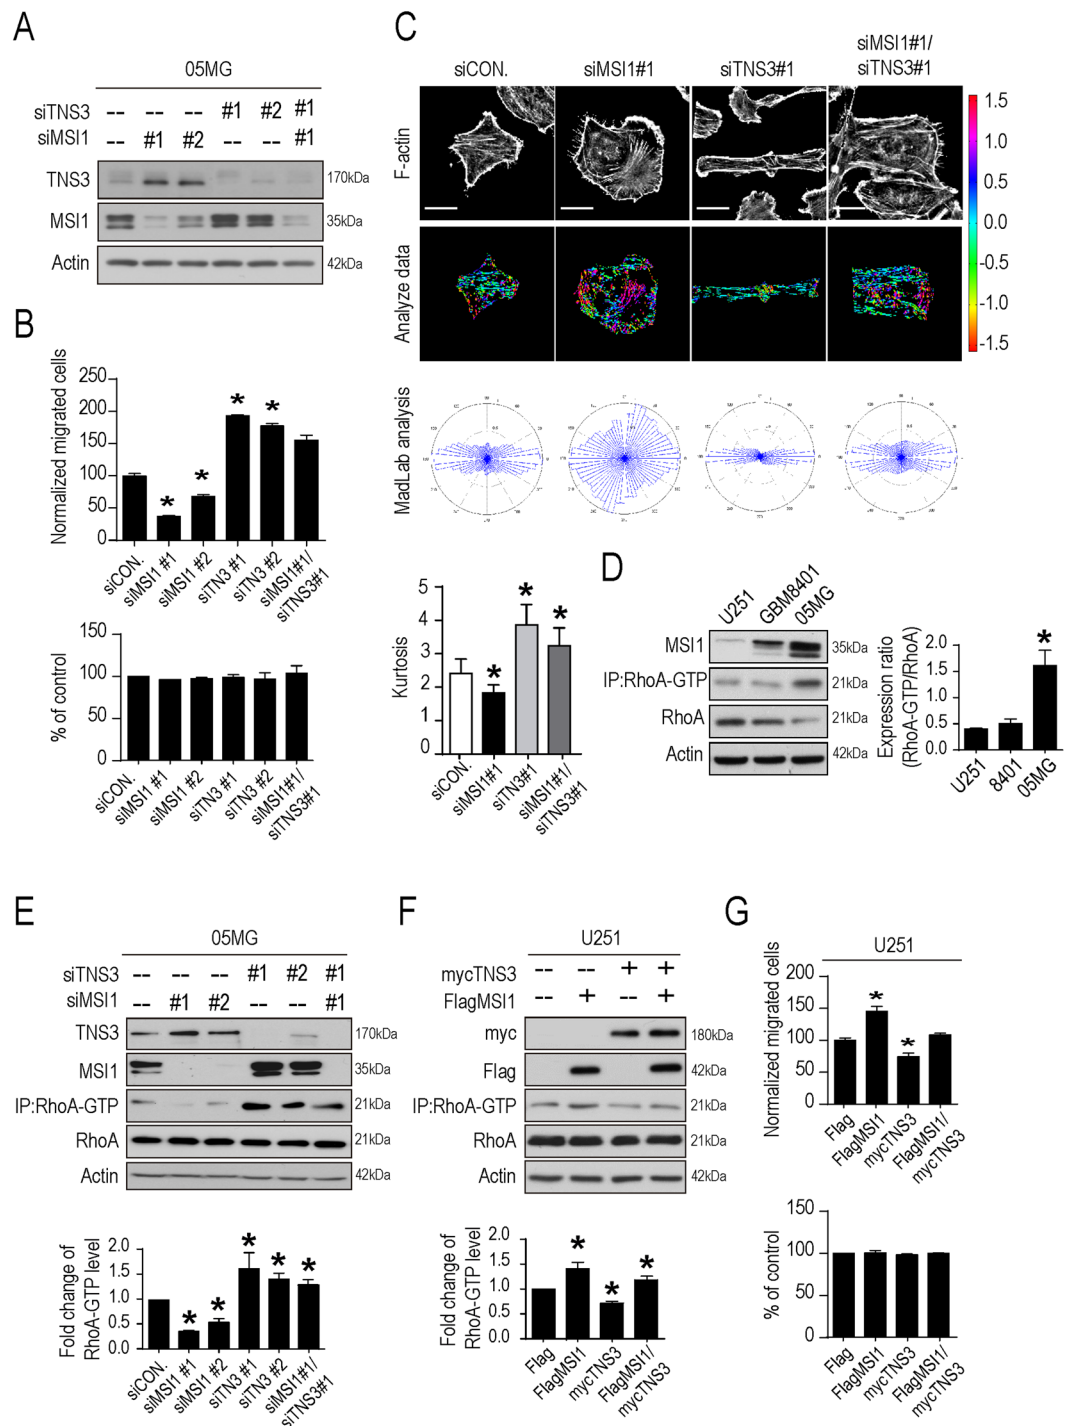 A
05MG
siTNS3 -- -- -- #1 #2 #1
siMSI1 -- #1 #2 -- -- #1
TNS3 170kDa
MSI1 35kDa
Actin 42kDa
B
Normalized migrated cells
250
200
150
100
50
0
siCON.
siMSI1 #1
siMSI1 #2
siTN3 #1
siTN3 #2
siMSI1#1/
siTNS3#1
% of control
150
100
50
0
siCON.
siMSI1 #1
siMSI1 #2
siTN3 #1
siTN3 #2
siMSI1#1/
siTNS3#1
C
siCON. siMSI1#1 siTNS3#1 siMSI1#1/
siTNS3#1
F-actin
Analyze data
MadLab analysis
1.5
1.0
0.5
0.0
-0.5
-1.0
-1.5
Kurtosis
5
4
3
2
1
0
siCON.
siMSI1#1
siTN3#1
siMSI1#1/
siTNS3#1
D
U251 GBM8401 05MG
MSI1 35kDa
IP:RhoA-GTP 21kDa
RhoA 21kDa
Actin 42kDa
Expression ratio
(RhoA-GTP/RhoA)
2.0
1.5
1.0
0.5
0.0
U251
8401
05MG
E
05MG
siTNS3 -- -- -- #1 #2 #1
siMSI1 -- #1 #2 -- -- #1
TNS3 170kDa
MSI1 35kDa
IP:RhoA-GTP 21kDa
RhoA 21kDa
Actin 42kDa
Fold change of
RhoA-GTP level
2.0
1.5
1.0
0.5
0.0
siCON.
siMSI1 #1
siMSI1 #2
siTN3 #1
siTN3 #2
siMSI1#1/
siTNS3#1
F
U251
mycTNS3 -- -- + +
FlagMSI1 -- + -- +
myc 180kDa
Flag 42kDa
IP:RhoA-GTP 21kDa
RhoA 21kDa
Actin 42kDa
Fold change of
RhoA-GTP level
2.0
1.5
1.0
0.5
0.0
Flag
FlagMSI1
mycTNS3
FlagMSI1/
mycTNS3
G
U251
Normalized migrated cells
200
150
100
50
0
Flag
FlagMSI1
mycTNS3
FlagMSI1/
mycTNS3
% of control
150
100
50
0
Flag
FlagMSI1
mycTNS3
FlagMSI1/
mycTNS3